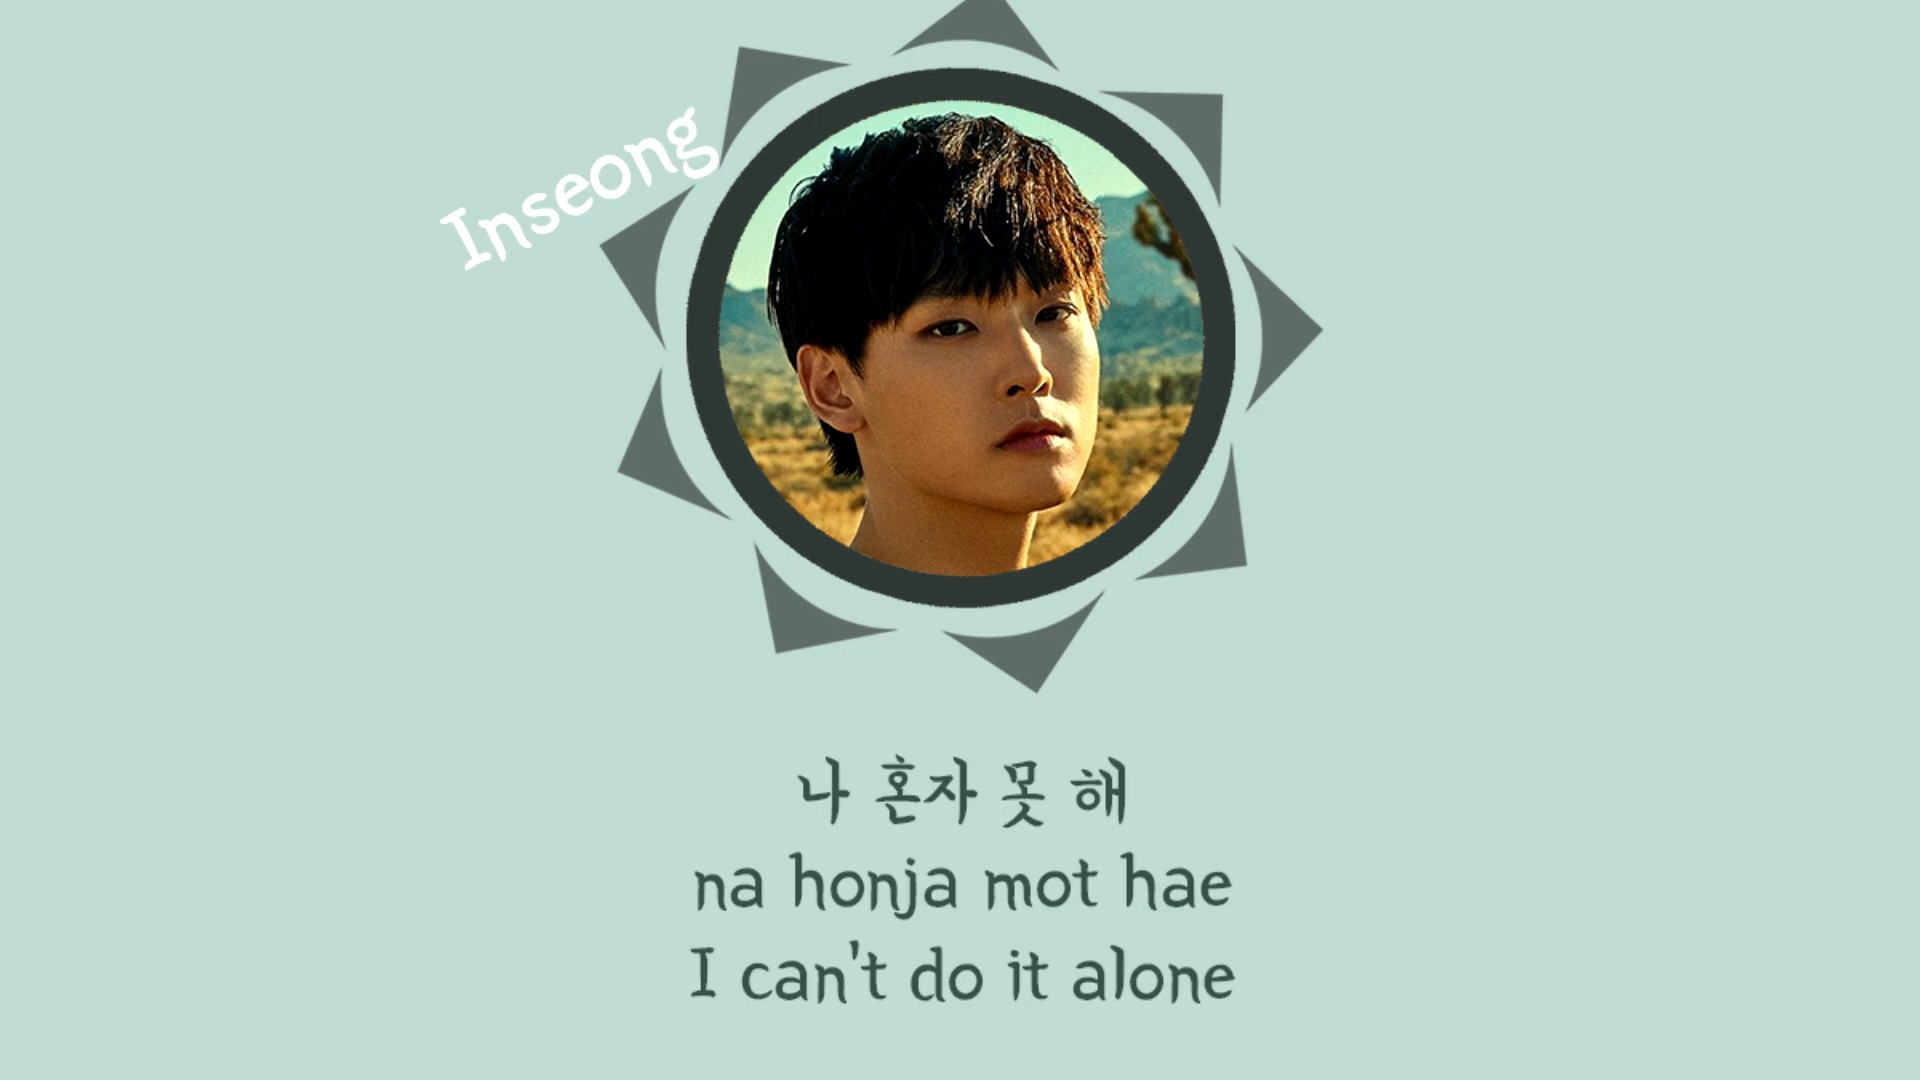 Inseong
나 혼자 못 해
na honja mot hae
I can't do it alone